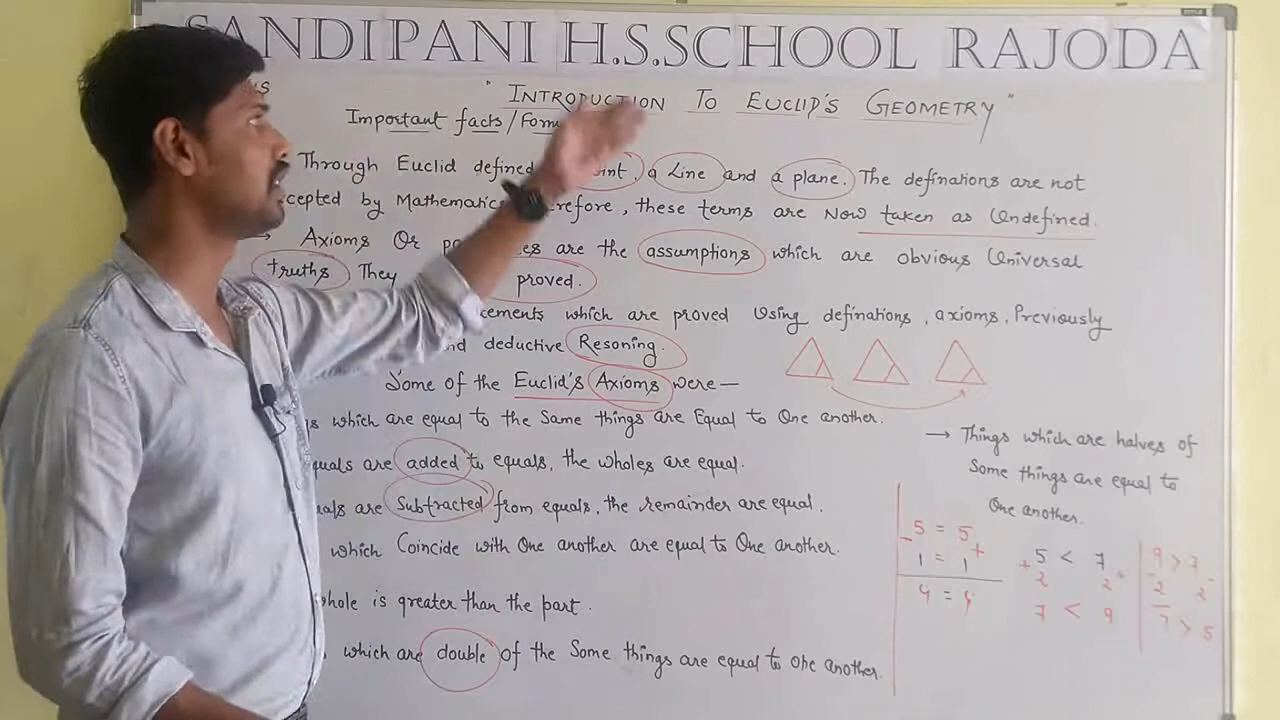 SANDIPANI H.S.SCHOOL RAJODA
" INTRODUCTION TO EUCLID'S GEOMETRY "
Important facts/Form
Through Euclid defined int, a Line and a plane. The definations are not
cepted by Mathematics refore, these terms are Now taken as Undefined.
→ Axioms Or po es are the assumptions which are obvious Universal
truths They proved.
ements which are proved Using definations, axioms, Previously
nd deductive Resoning.
Some of the Euclid's Axioms were—
s which are equal to the Same things are Equal to One another.
quals are added to equals, the wholes are equal.
uals are Subtracted from equals, the remainder are equal.
which Coincide with One another are equal to One another.
hole is greater than the part.
which are double of the Some things are equal to one another.
→ Things which are halves of
Some things are equal to
One another.
- 5 = 5
1 = 1 +
4 = 4
5 < 7
+ 2 2 +
7 < 9
9 > 7
- 2 2 -
7 > 5